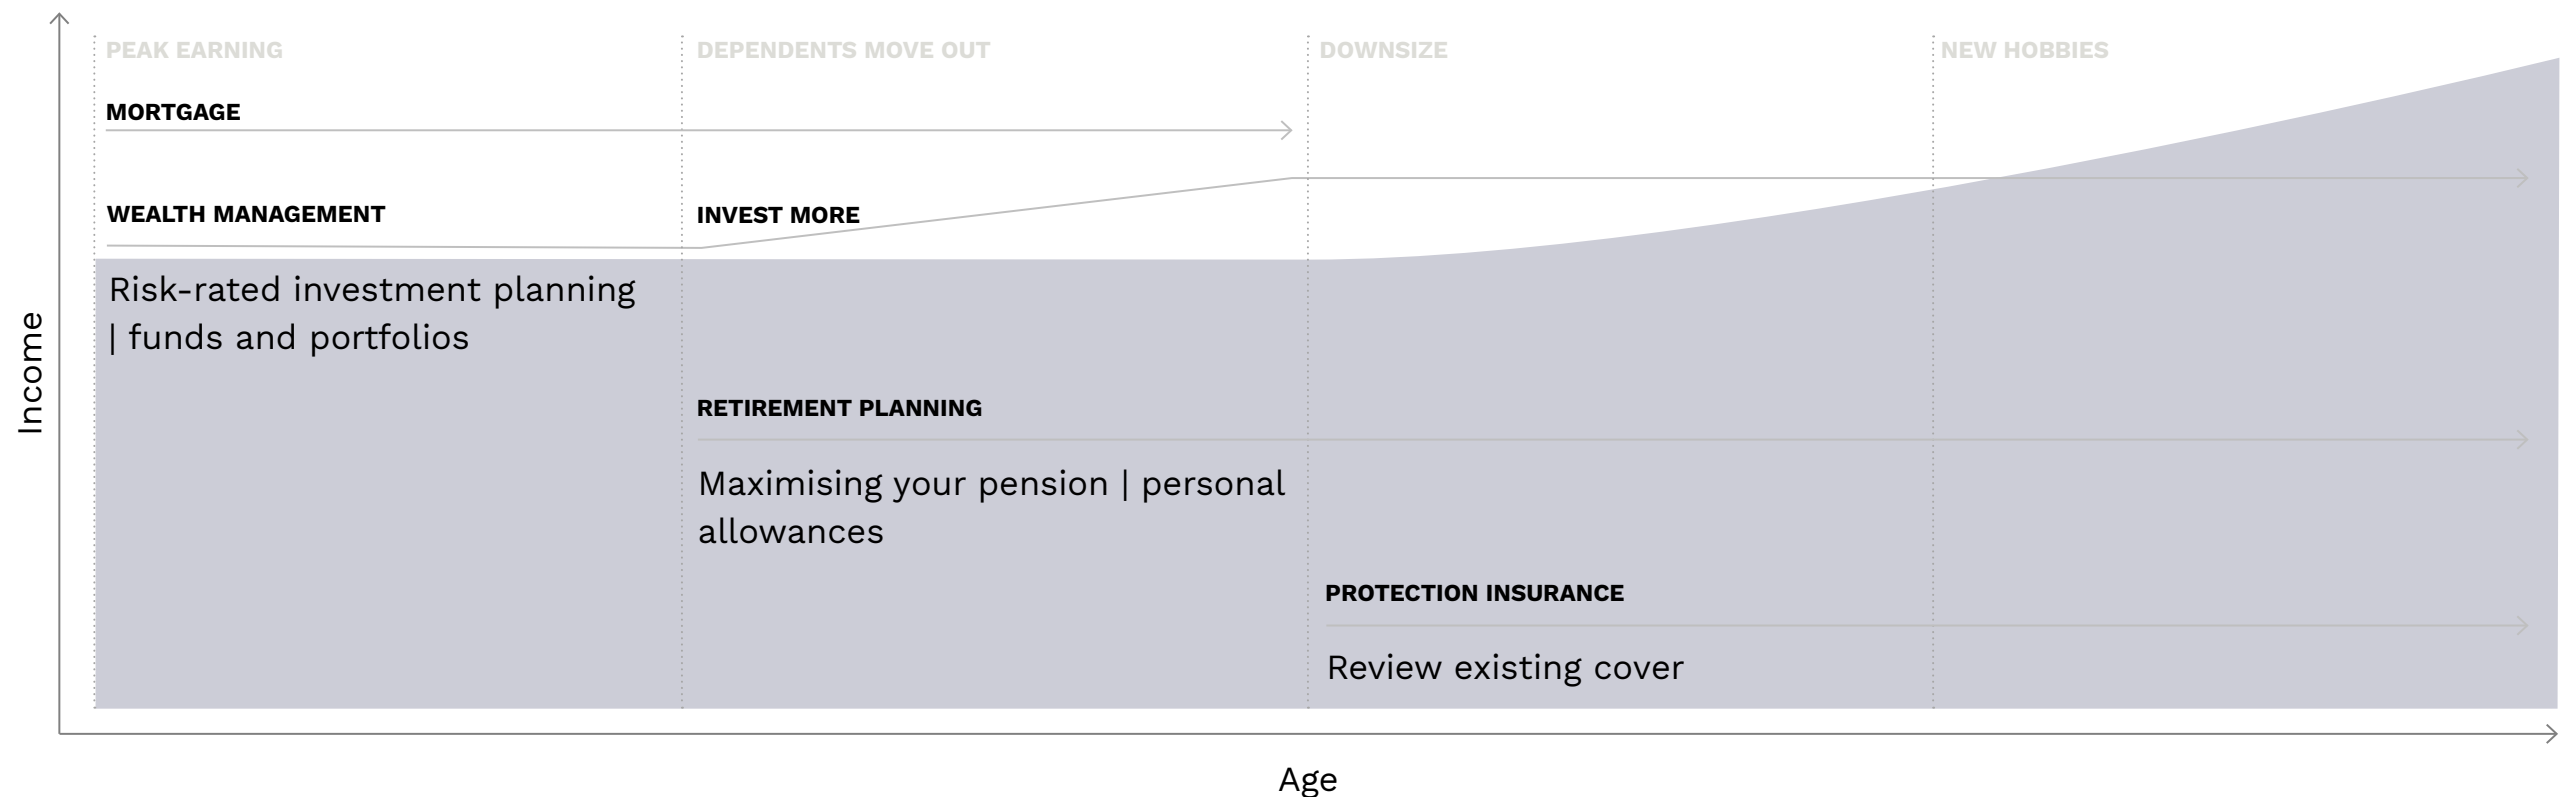 PEAK EARNING
DEPENDENTS MOVE OUT
DOWNSIZE
NEW HOBBIES
MORTGAGE
WEALTH MANAGEMENT
INVEST MORE
Risk-rated investment planning
| funds and portfolios
RETIREMENT PLANNING
Maximising your pension | personal
allowances
PROTECTION INSURANCE
Review existing cover
Income
Age